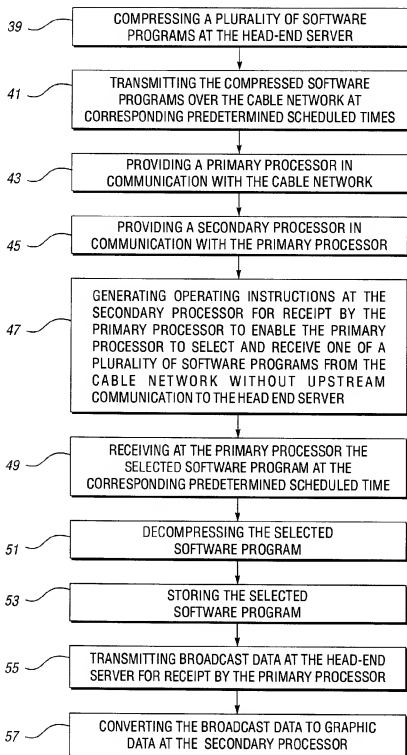 39
COMPRESSING A PLURALITY OF SOFTWARE
PROGRAMS AT THE HEAD-END SERVER
41
TRANSMITTING THE COMPRESSED SOFTWARE
PROGRAMS OVER THE CABLE NETWORK AT
CORRESPONDING PREDETERMINED SCHEDULED TIMES
43
PROVIDING A PRIMARY PROCESSOR IN
COMMUNICATION WITH THE CABLE NETWORK
45
PROVIDING A SECONDARY PROCESSOR IN
COMMUNICATION WITH THE PRIMARY PROCESSOR
47
GENERATING OPERATING INSTRUCTIONS AT THE
SECONDARY PROCESSOR FOR RECEIPT BY THE
PRIMARY PROCESSOR TO ENABLE THE PRIMARY
PROCESSOR TO SELECT AND RECEIVE ONE OF A
PLURALITY OF SOFTWARE PROGRAMS FROM THE
CABLE NETWORK WITHOUT UPSTREAM
COMMUNICATION TO THE HEAD END SERVER
49
RECEIVING AT THE PRIMARY PROCESSOR THE
SELECTED SOFTWARE PROGRAM AT THE
CORRESPONDING PREDETERMINED SCHEDULED TIME
51
DECOMPRESSING THE SELECTED
SOFTWARE PROGRAM
53
STORING THE SELECTED
SOFTWARE PROGRAM
55
TRANSMITTING BROADCAST DATA AT THE HEAD-END
SERVER FOR RECEIPT BY THE PRIMARY PROCESSOR
57
CONVERTING THE BROADCAST DATA TO GRAPHIC
DATA AT THE SECONDARY PROCESSOR